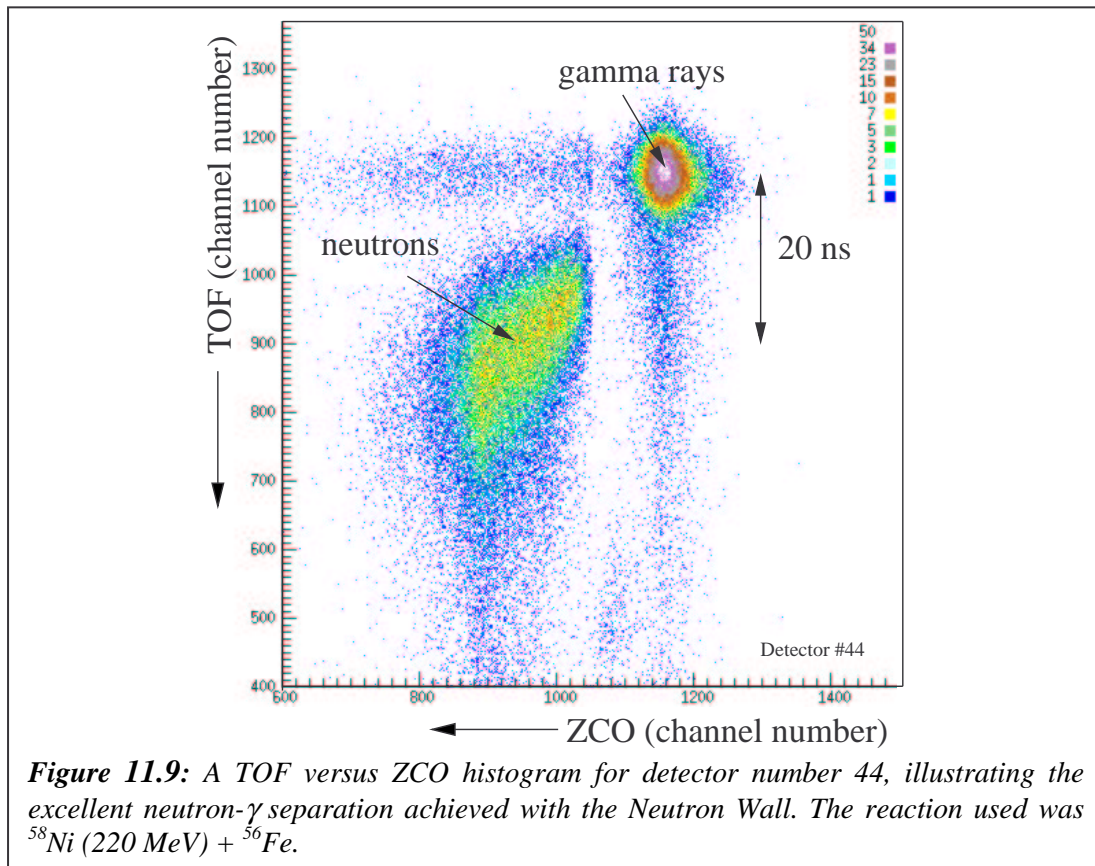 50
34
23
15
10
7
5
3
2
1
1
gamma rays
neutrons
20 ns
Detector #44
TOF (channel number)
1300
1200
1100
1000
900
800
700
600
500
400
600
800
1000
1200
1400
ZCO (channel number)
Figure 11.9: A TOF versus ZCO histogram for detector number 44, illustrating the
excellent neutron-γ separation achieved with the Neutron Wall. The reaction used was
⁵⁸Ni (220 MeV) + ⁵⁶Fe.